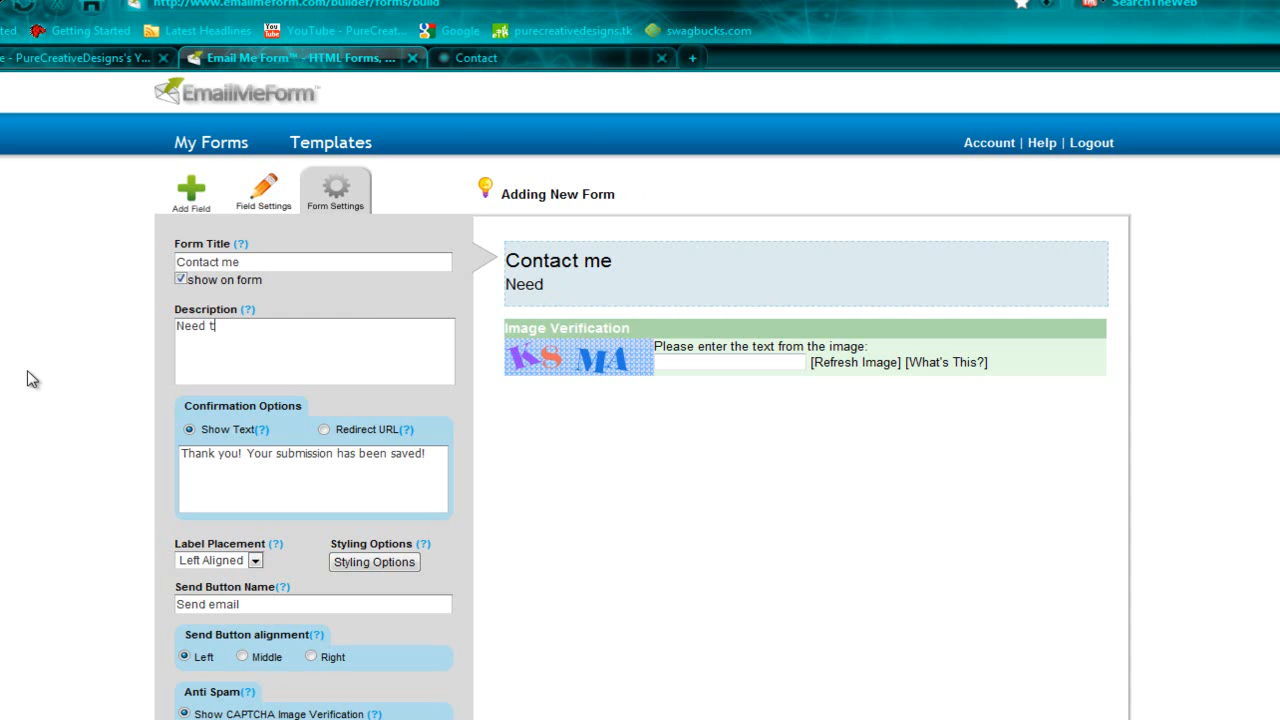 http://www.emailmeform.com/builder/forms/build
SearchTheWeb
ted Getting Started Latest Headlines YouTube - PureCreat... Google purecreativedesigns.tk swagbucks.com
e - PureCreativeDesigns's Y... Email Me Form™ - HTML Forms, ... Contact
EmailMeForm™
My Forms Templates Account | Help | Logout
Add Field Field Settings Form Settings
Adding New Form
Form Title (?)
Contact me
show on form
Description (?)
Need t
Confirmation Options
Show Text(?) Redirect URL(?)
Thank you! Your submission has been saved!
Label Placement (?) Styling Options (?)
Left Aligned Styling Options
Send Button Name(?)
Send email
Send Button alignment(?)
Left Middle Right
Anti Spam(?)
Show CAPTCHA Image Verification (?)
Contact me
Need
Image Verification
KS MA
Please enter the text from the image:
[Refresh Image] [What's This?]